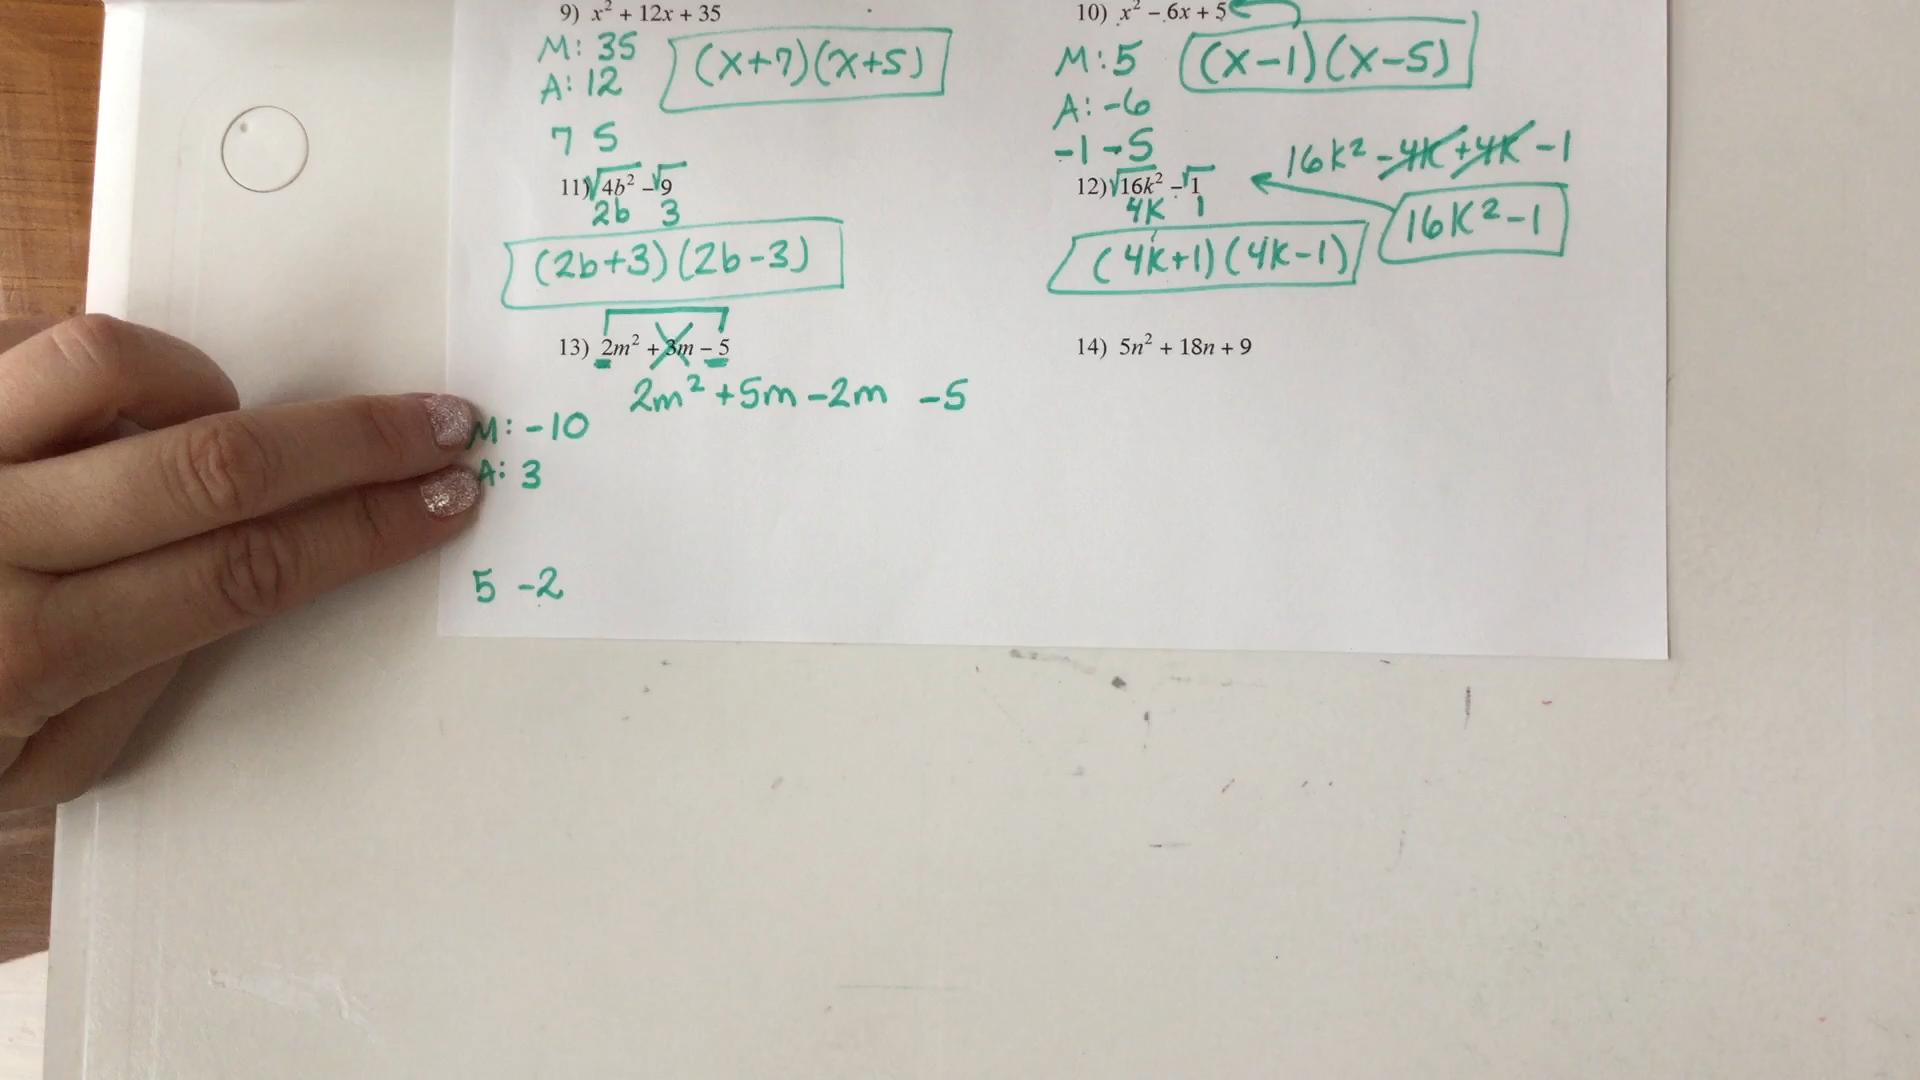 9) x² + 12x + 35
M: 35
A: 12
(x+7)(x+5)
7 5
10) x² − 6x + 5
M: 5
(x−1)(x−5)
A: −6
−1 −5
11) √4b² − √9
2b 3
(2b+3)(2b−3)
12) √16k² − √1
4k 1
16k² −4k +4k −1
16k²−1
(4k+1)(4k−1)
13) 2m² + 3m − 5
2m² +5m −2m −5
M: −10
A: 3
5 −2
14) 5n² + 18n + 9